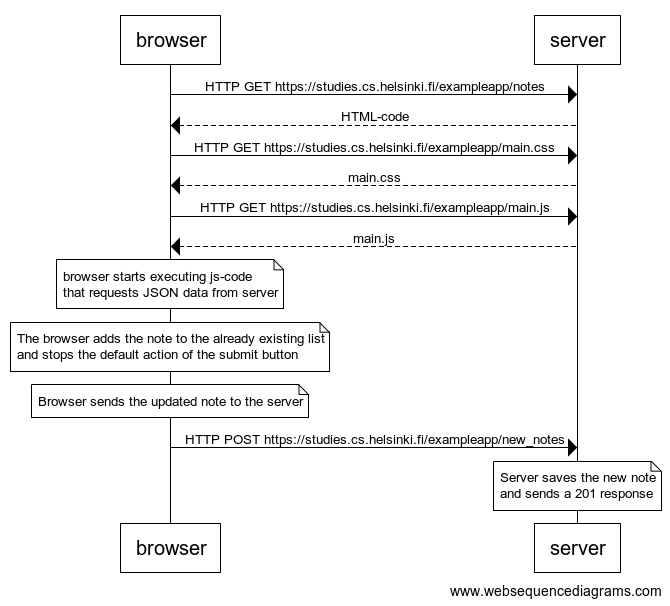 browser
server
HTTP GET https://studies.cs.helsinki.fi/exampleapp/notes
HTML-code
HTTP GET https://studies.cs.helsinki.fi/exampleapp/main.css
main.css
HTTP GET https://studies.cs.helsinki.fi/exampleapp/main.js
main.js
browser starts executing js-code
that requests JSON data from server
The browser adds the note to the already existing list
and stops the default action of the submit button
Browser sends the updated note to the server
HTTP POST https://studies.cs.helsinki.fi/exampleapp/new_notes
Server saves the new note
and sends a 201 response
browser
server
www.websequencediagrams.com